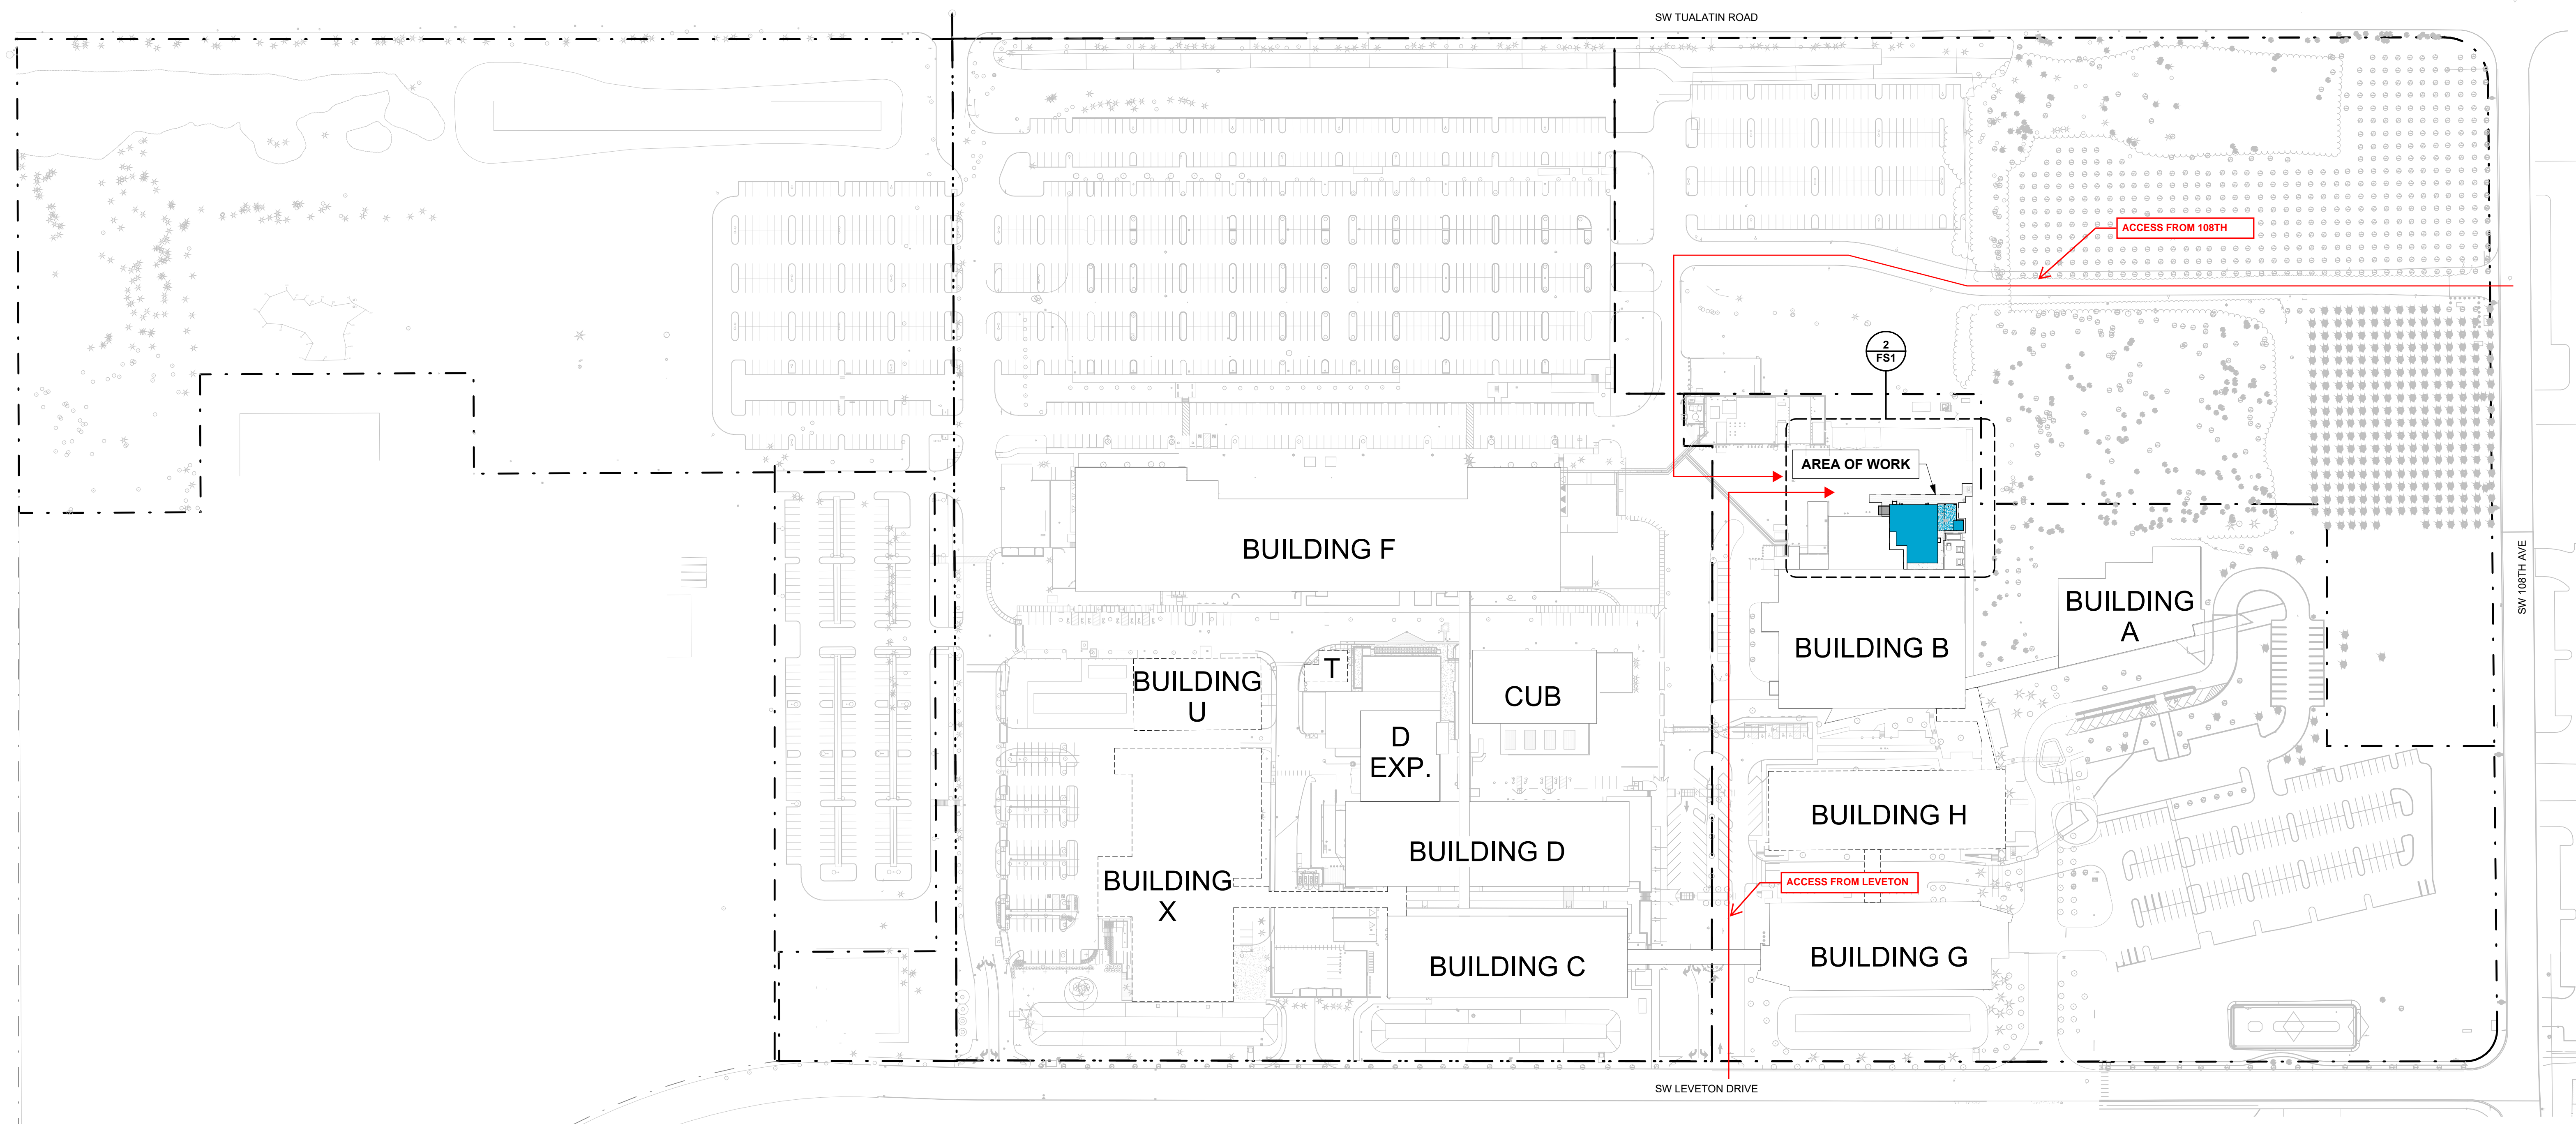 SW TUALATIN ROAD
ACCESS FROM 108TH
2
FS1
AREA OF WORK
BUILDING F
SW 108TH AVE
BUILDING
A
BUILDING B
T
BUILDING
U
CUB
D
EXP.
BUILDING H
BUILDING D
BUILDING
X
ACCESS FROM LEVETON
BUILDING G
BUILDING C
SW LEVETON DRIVE